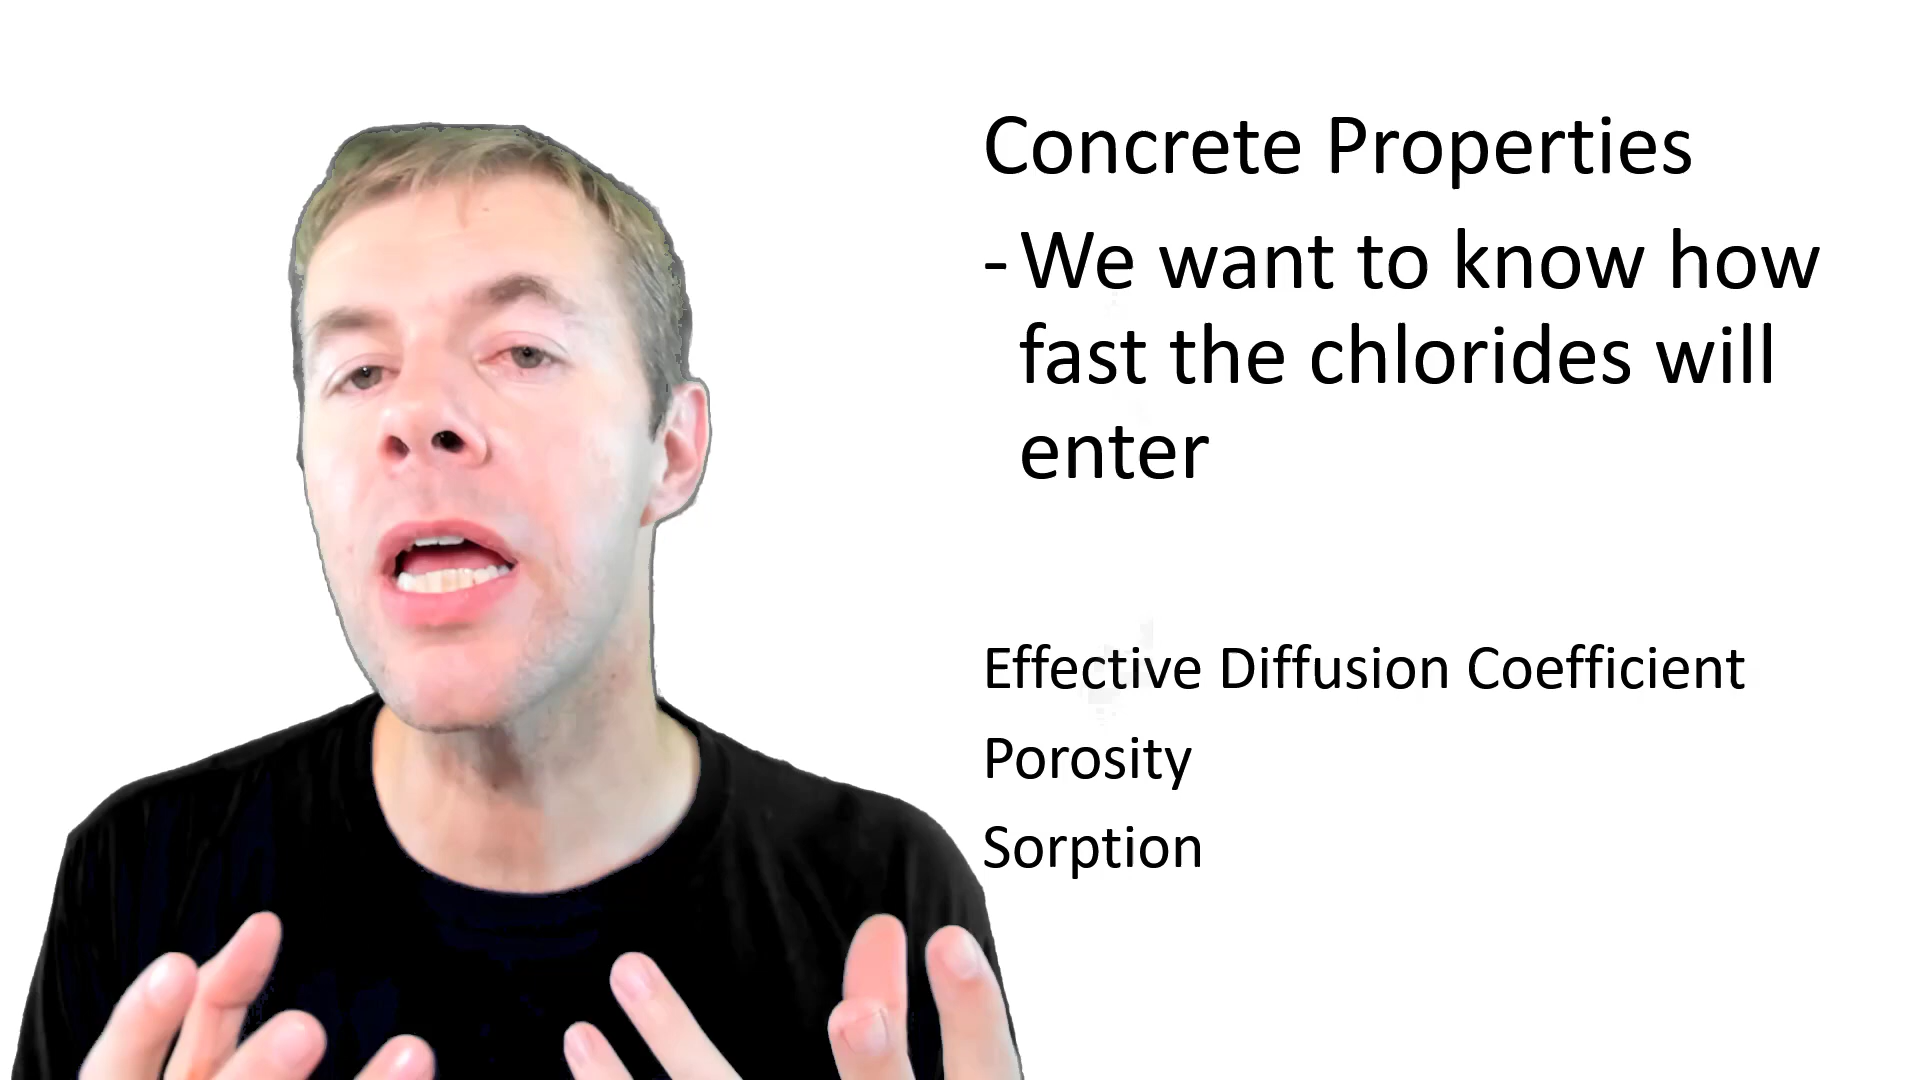 Concrete Properties
- We want to know how
fast the chlorides will
enter
Effective Diffusion Coefficient
Porosity
Sorption